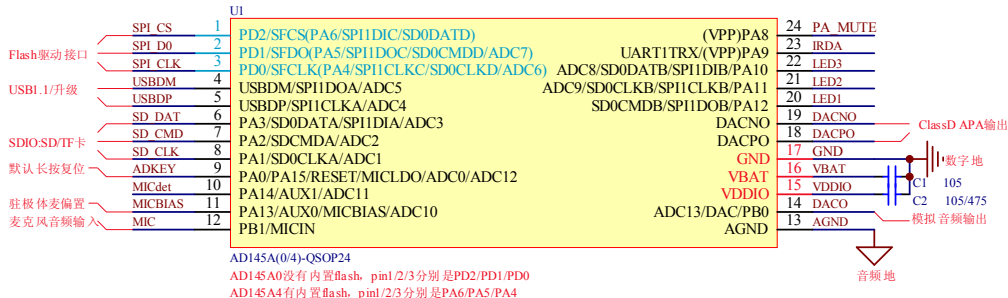 U1
SPI_CS 1 PD2/SFCS(PA6/SPI1DIC/SD0DATD) (VPP)PA8 24 PA_MUTE
Flash驱动接口 SPI_D0 2 PD1/SFDO(PA5/SPI1DOC/SD0CMDD/ADC7) UART1TRX/(VPP)PA9 23 IRDA
SPI_CLK 3 PD0/SFCLK(PA4/SPI1CLKC/SD0CLKD/ADC6) ADC8/SD0DATB/SPI1DIB/PA10 22 LED3
USB1.1/升级 USBDM 4 USBDM/SPI1DOA/ADC5 ADC9/SD0CLKB/SPI1CLKB/PA11 21 LED2
USBDP 5 USBDP/SPI1CLKA/ADC4 SD0CMDB/SPI1DOB/PA12 20 LED1
SD_DAT 6 PA3/SD0DATA/SPI1DIA/ADC3 DACNO 19 DACNO ClassD APA输出
SDIO:SD/TF卡 SD_CMD 7 PA2/SDCMDA/ADC2 DACPO 18 DACPO
SD_CLK 8 PA1/SD0CLKA/ADC1 GND 17 GND 数字地
默认长按复位 ADKEY 9 PA0/PA15/RESET/MICLDO/ADC0/ADC12 VBAT 16 VBAT C1 105
MICdet 10 PA14/AUX1/ADC11 VDDIO 15 VDDIO C2 105/475
驻极体麦偏置 MICBIAS 11 PA13/AUX0/MICBIAS/ADC10 ADC13/DAC/PB0 14 DACO 模拟音频输出
麦克风音频输入 MIC 12 PB1/MICIN AGND 13 AGND
AD145A(0/4)-QSOP24
音频地
AD145A0没有内置flash，pin1/2/3分别是PD2/PD1/PD0
AD145A4有内置flash，pin1/2/3分别是PA6/PA5/PA4